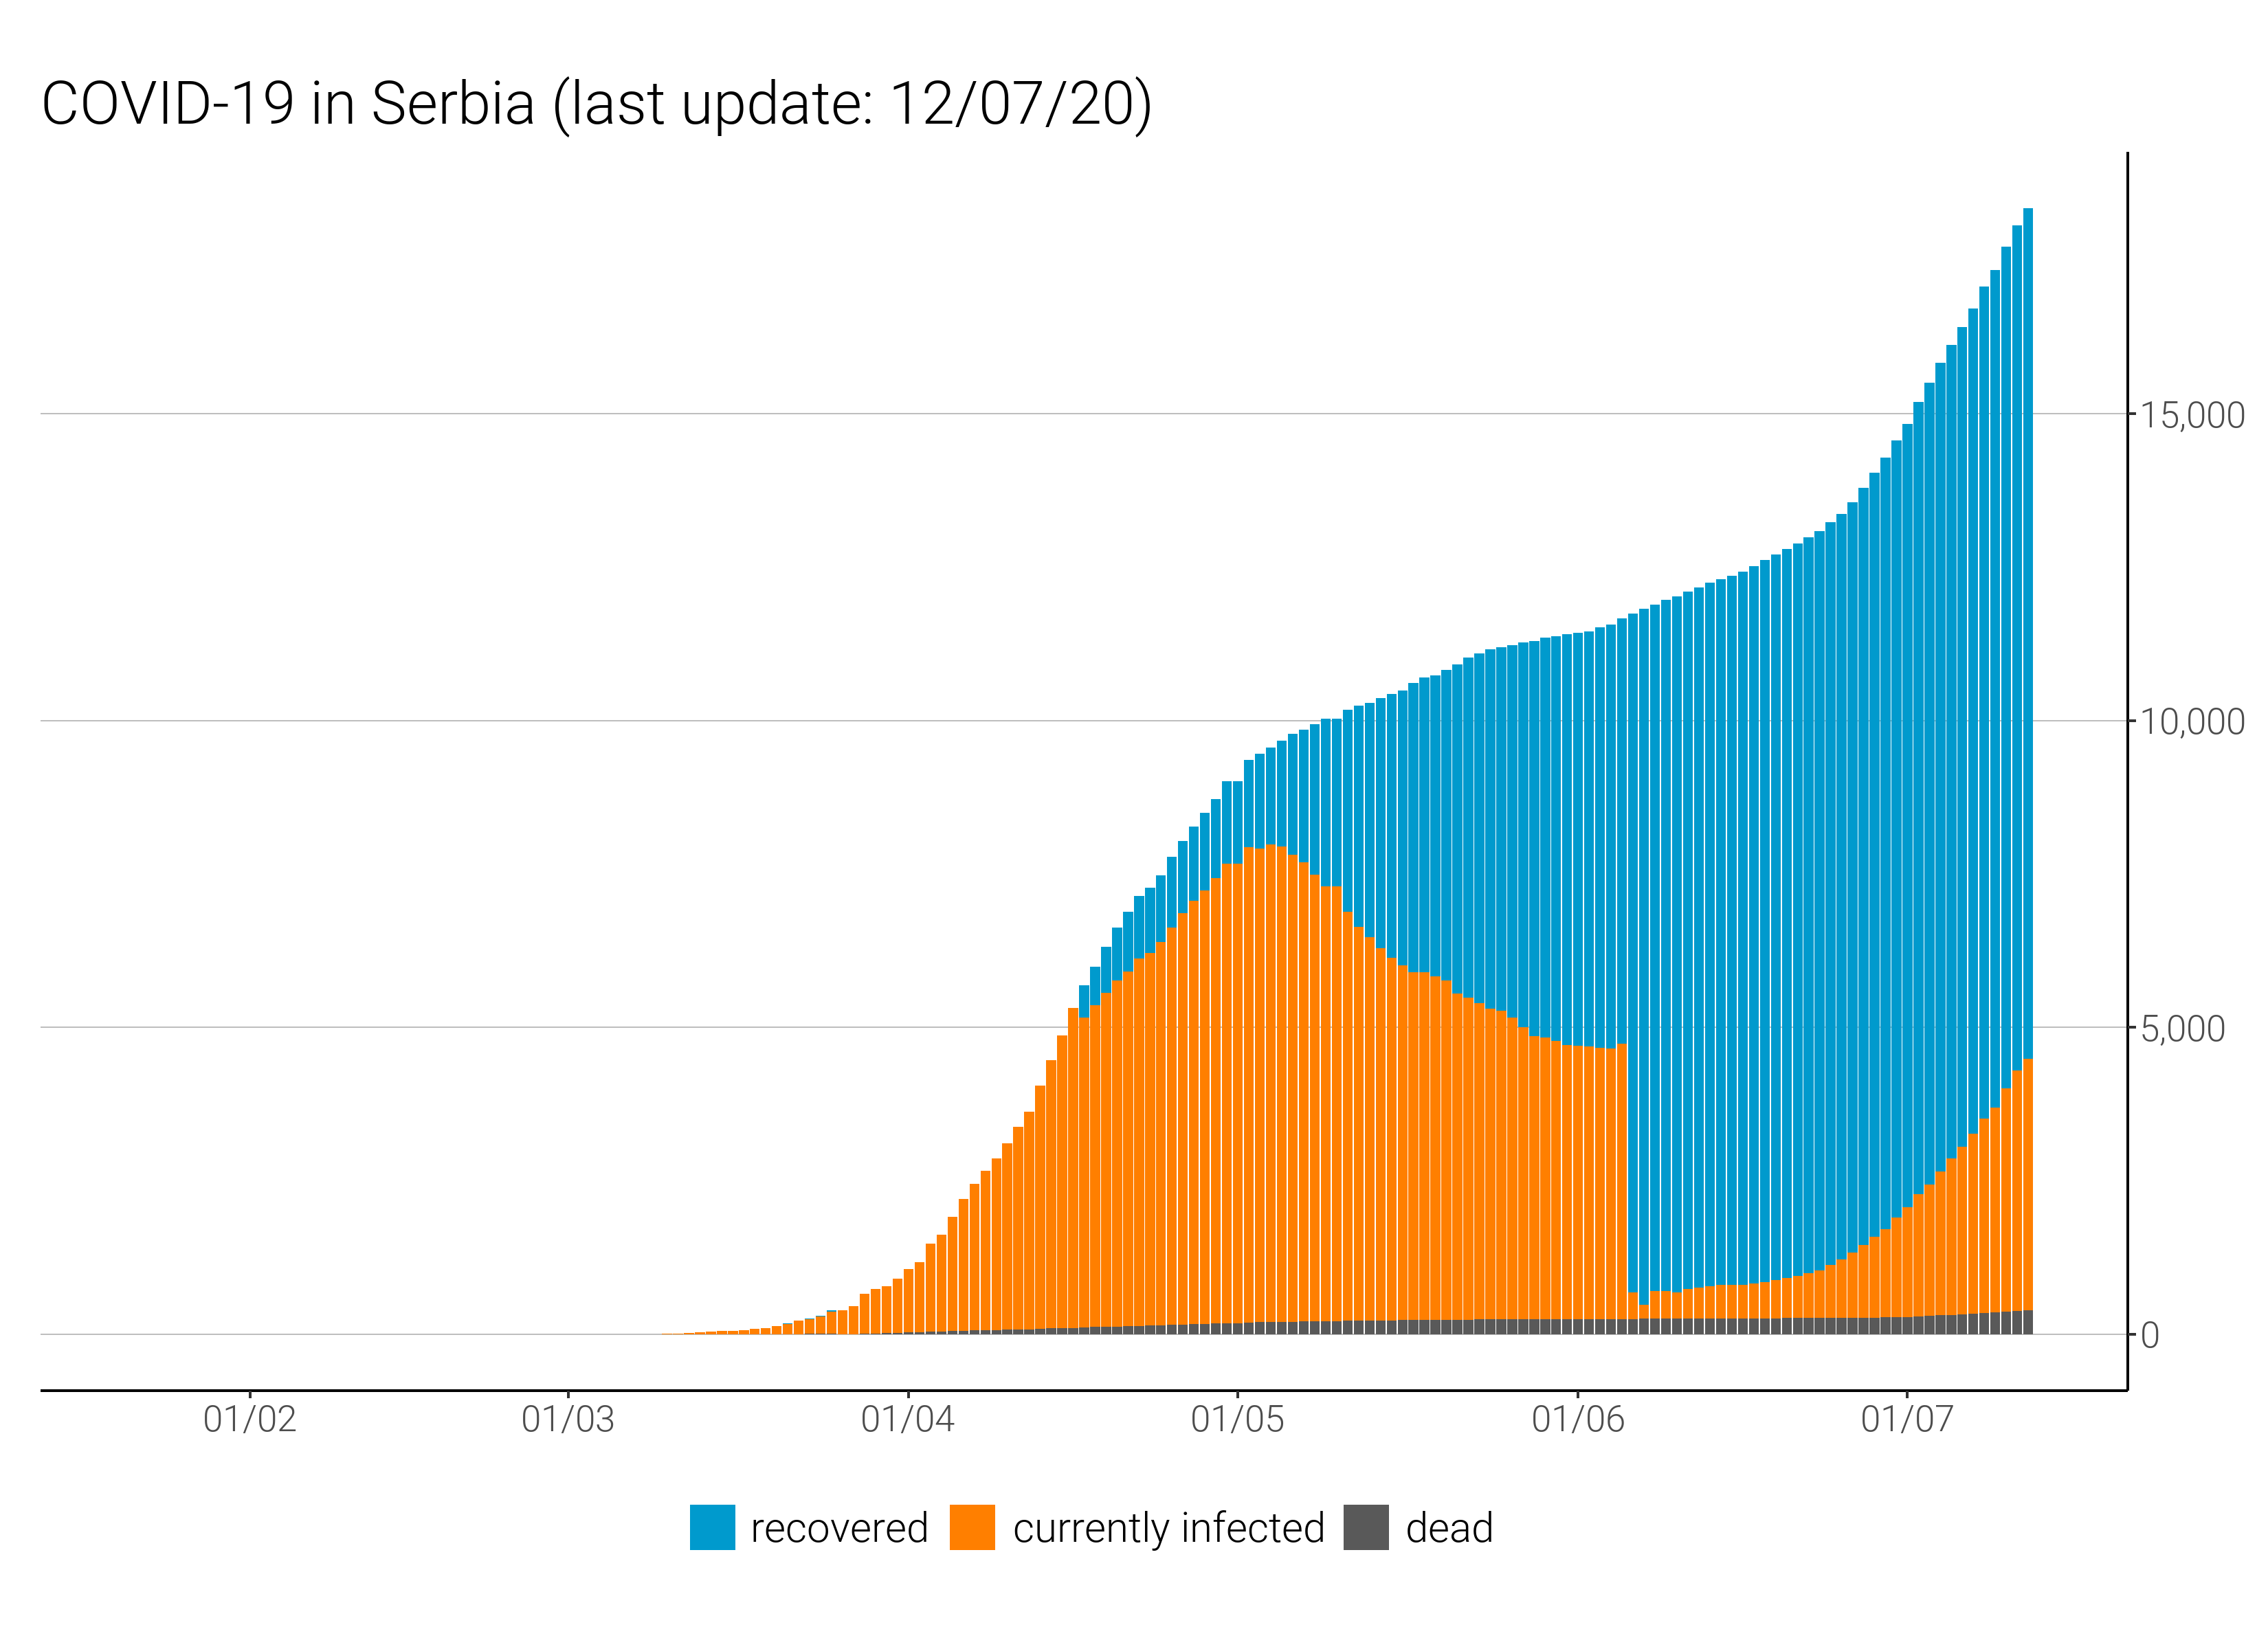 COVID-19 in Serbia (last update: 12/07/20)
15,000
10,000
5,000
0
01/02 01/03 01/04 01/05 01/06 01/07
recovered currently infected dead